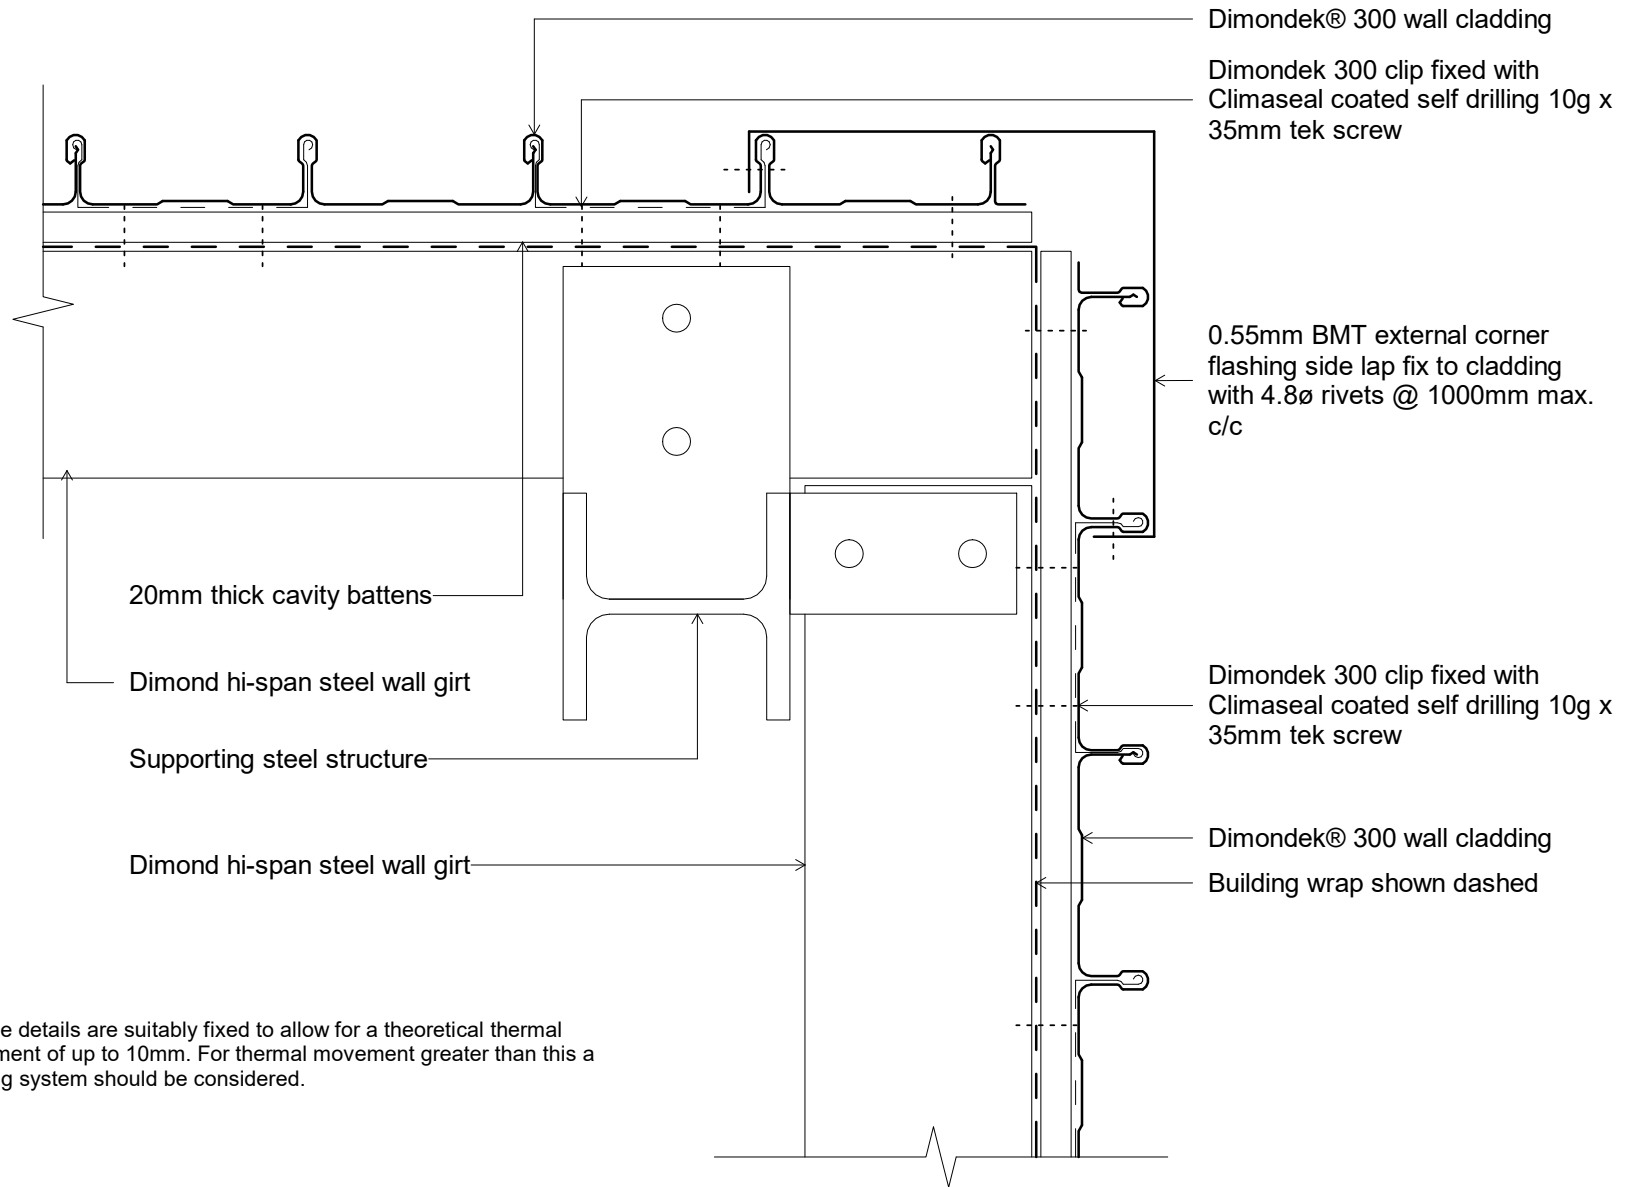 Dimondek® 300 wall cladding
Dimondek 300 clip fixed with
Climaseal coated self drilling 10g x
35mm tek screw
0.55mm BMT external corner
flashing side lap fix to cladding
with 4.8ø rivets @ 1000mm max.
c/c
20mm thick cavity battens
Dimond hi-span steel wall girt
Supporting steel structure
Dimond hi-span steel wall girt
Dimondek 300 clip fixed with
Climaseal coated self drilling 10g x
35mm tek screw
Dimondek® 300 wall cladding
Building wrap shown dashed
details are suitably fixed to allow for a theoretical thermal
of up to 10mm. For thermal movement greater than this a
system should be considered.